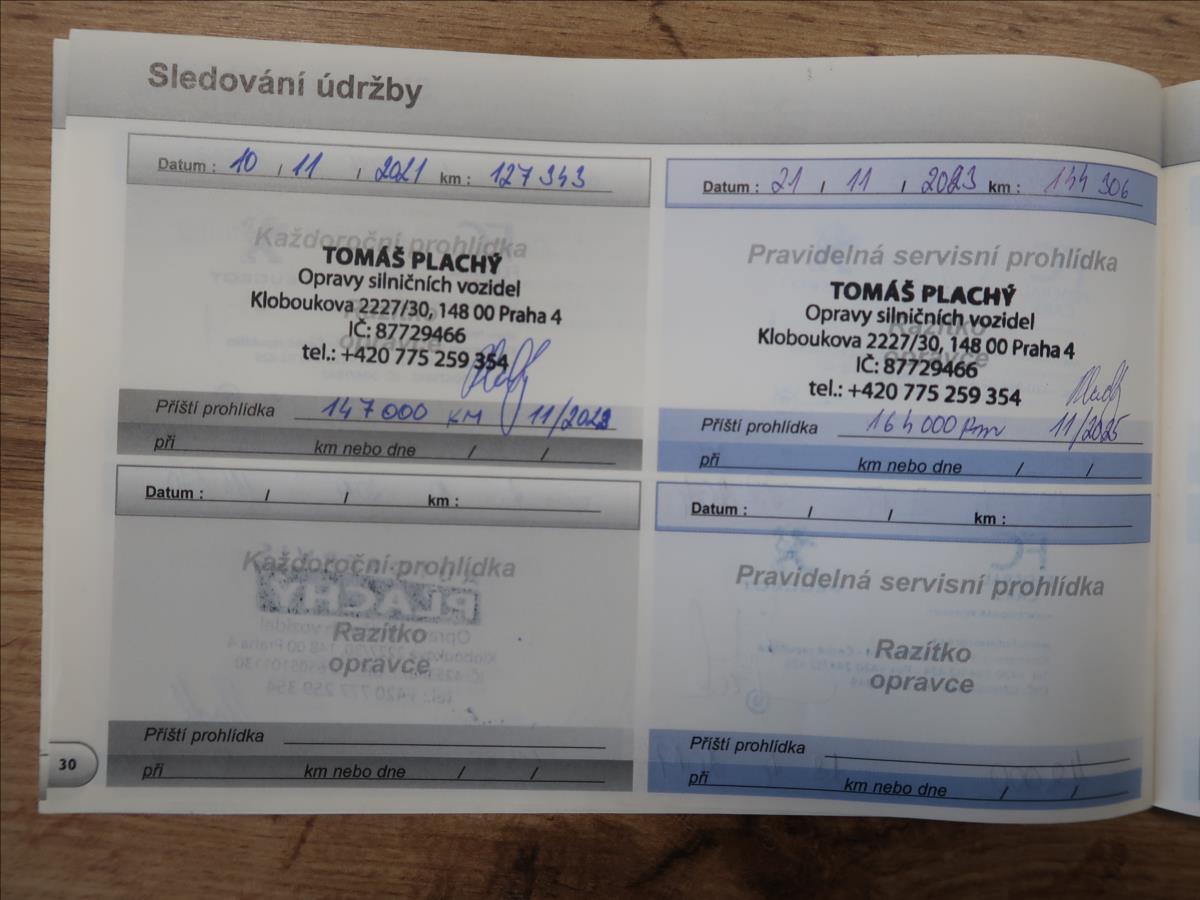 Sledování údržby
Datum : 10 / 11 / 2021 km : 127 343
Každoroční prohlídka
TOMÁŠ PLACHÝ
Opravy silničních vozidel
Kloboukova 2227/30, 148 00 Praha 4
IČ: 87729466
tel.: +420 775 259 354
Příští prohlídka 147 000 KM 11/2023
při km nebo dne / /
Datum : 21 / 11 / 2023 km : 144 306
Pravidelná servisní prohlídka
TOMÁŠ PLACHÝ
Opravy silničních vozidel
Razítko
Kloboukova 2227/30, 148 00 Praha 4
opravce
IČ: 87729466
tel.: +420 775 259 354
Příští prohlídka 164 000 km 11/2025
při km nebo dne / /
Datum : / / km :
Každoroční prohlídka
Razítko
opravce
Příští prohlídka
při km nebo dne / /
Datum : / / km :
Pravidelná servisní prohlídka
Razítko
opravce
Příští prohlídka
při km nebo dne / /
30